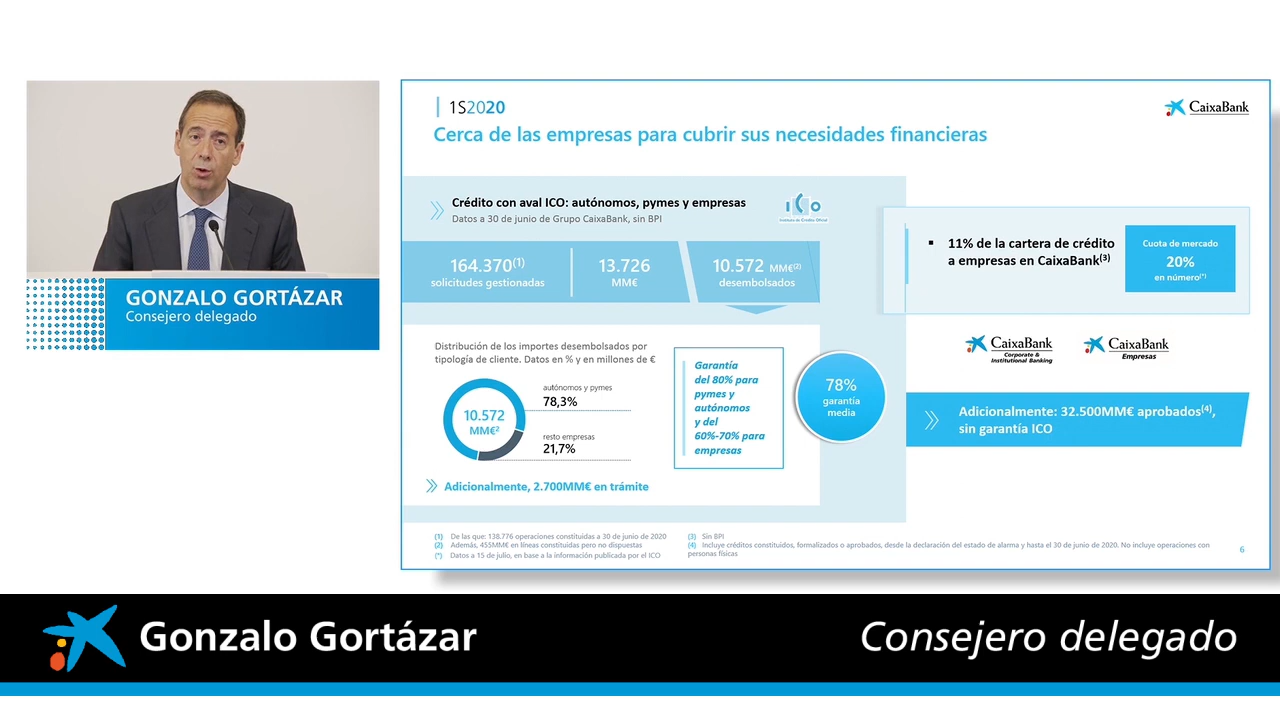 GONZALO GORTÁZAR
Consejero delegado
1S2020
CaixaBank
Cerca de las empresas para cubrir sus necesidades financieras
Crédito con aval ICO: autónomos, pymes y empresas
Datos a 30 de junio de Grupo CaixaBank, sin BPI
ICO
Instituto de Crédito Oficial
164.370(1)
solicitudes gestionadas
13.726
MM€
10.572 MM€(2)
desembolsados
Distribución de los importes desembolsados por
tipología de cliente. Datos en % y en millones de €
10.572
MM€2
autónomos y pymes
78,3%
resto empresas
21,7%
Garantía
del 80% para
pymes y
autónomos
y del
60%-70% para
empresas
78%
garantía
media
Adicionalmente, 2.700MM€ en trámite
▪ 11% de la cartera de crédito
a empresas en CaixaBank(3)
Cuota de mercado
20%
en número(*)
CaixaBank
Corporate &
Institutional Banking
CaixaBank
Empresas
Adicionalmente: 32.500MM€ aprobados(4),
sin garantía ICO
(1) De las que: 138.776 operaciones constituidas a 30 de junio de 2020
(2) Además, 455MM€ en líneas constituidas pero no dispuestas
(*) Datos a 15 de julio, en base a la información publicada por el ICO
(3) Sin BPI
(4) Incluye créditos constituidos, formalizados o aprobados, desde la declaración del estado de alarma y hasta el 30 de junio de 2020. No incluye operaciones con
personas físicas
6
Gonzalo Gortázar
Consejero delegado